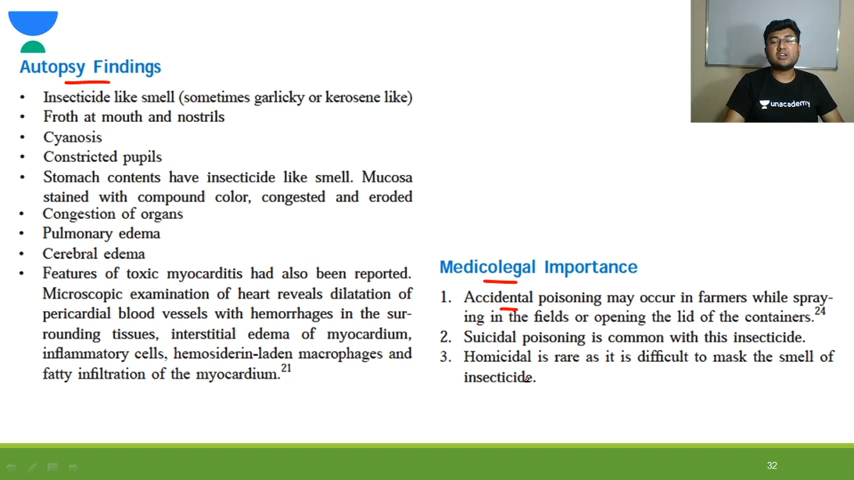 Autopsy Findings
• Insecticide like smell (sometimes garlicky or kerosene like)
• Froth at mouth and nostrils
• Cyanosis
• Constricted pupils
• Stomach contents have insecticide like smell. Mucosa
stained with compound color, congested and eroded
• Congestion of organs
• Pulmonary edema
• Cerebral edema
• Features of toxic myocarditis had also been reported.
Microscopic examination of heart reveals dilatation of
pericardial blood vessels with hemorrhages in the sur-
rounding tissues, interstitial edema of myocardium,
inflammatory cells, hemosiderin-laden macrophages and
fatty infiltration of the myocardium.21
Medicolegal Importance
1. Accidental poisoning may occur in farmers while spray-
ing in the fields or opening the lid of the containers.24
2. Suicidal poisoning is common with this insecticide.
3. Homicidal is rare as it is difficult to mask the smell of
insecticide.
unacademy
32